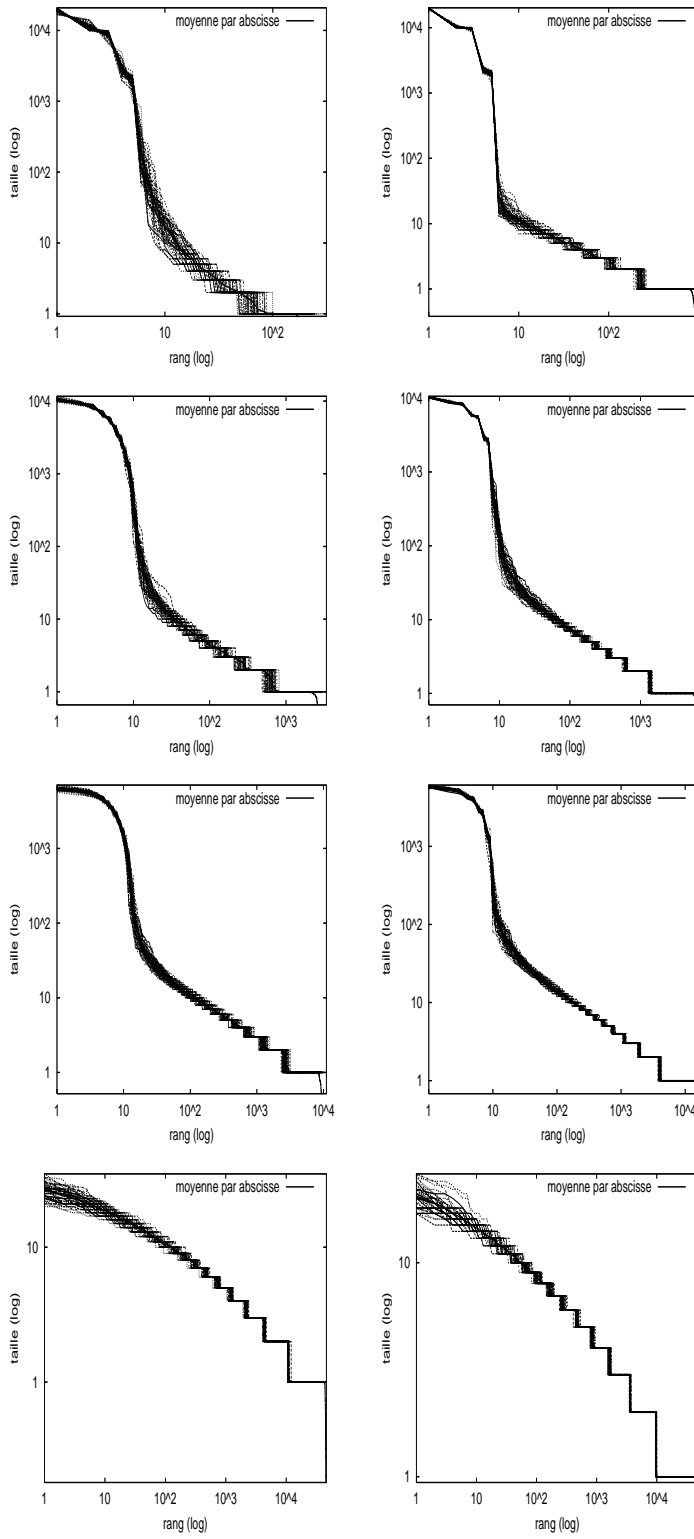 moyenne par abscisse
10^4
10^3
10^2
10
1
taille (log)
1 10 10^2
rang (log)
moyenne par abscisse
10^4
10^3
10^2
10
1
taille (log)
1 10 10^2
rang (log)
moyenne par abscisse
10^4
10^3
10^2
10
1
taille (log)
1 10 10^2 10^3
rang (log)
moyenne par abscisse
10^4
10^3
10^2
10
1
taille (log)
1 10 10^2 10^3
rang (log)
moyenne par abscisse
10^3
10^2
10
1
taille (log)
1 10 10^2 10^3 10^4
rang (log)
moyenne par abscisse
10^3
10^2
10
1
taille (log)
1 10 10^2 10^3 10^4
rang (log)
moyenne par abscisse
10
1
taille (log)
1 10 10^2 10^3 10^4
rang (log)
moyenne par abscisse
10
1
taille (log)
1 10 10^2 10^3 10^4
rang (log)